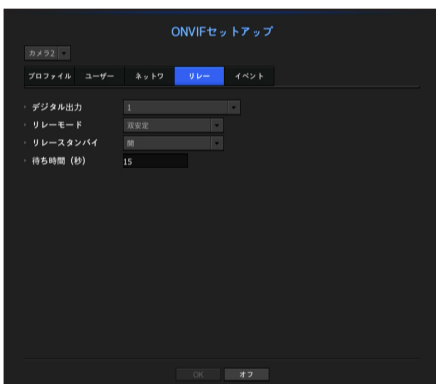 ONVIFセットアップ
カメラ2
プロファイル ユーザー ネットワ リレー イベント
デジタル出力 1
リレーモード 双安定
リレースタンバイ 開
待ち時間（秒） 15
OK オフ